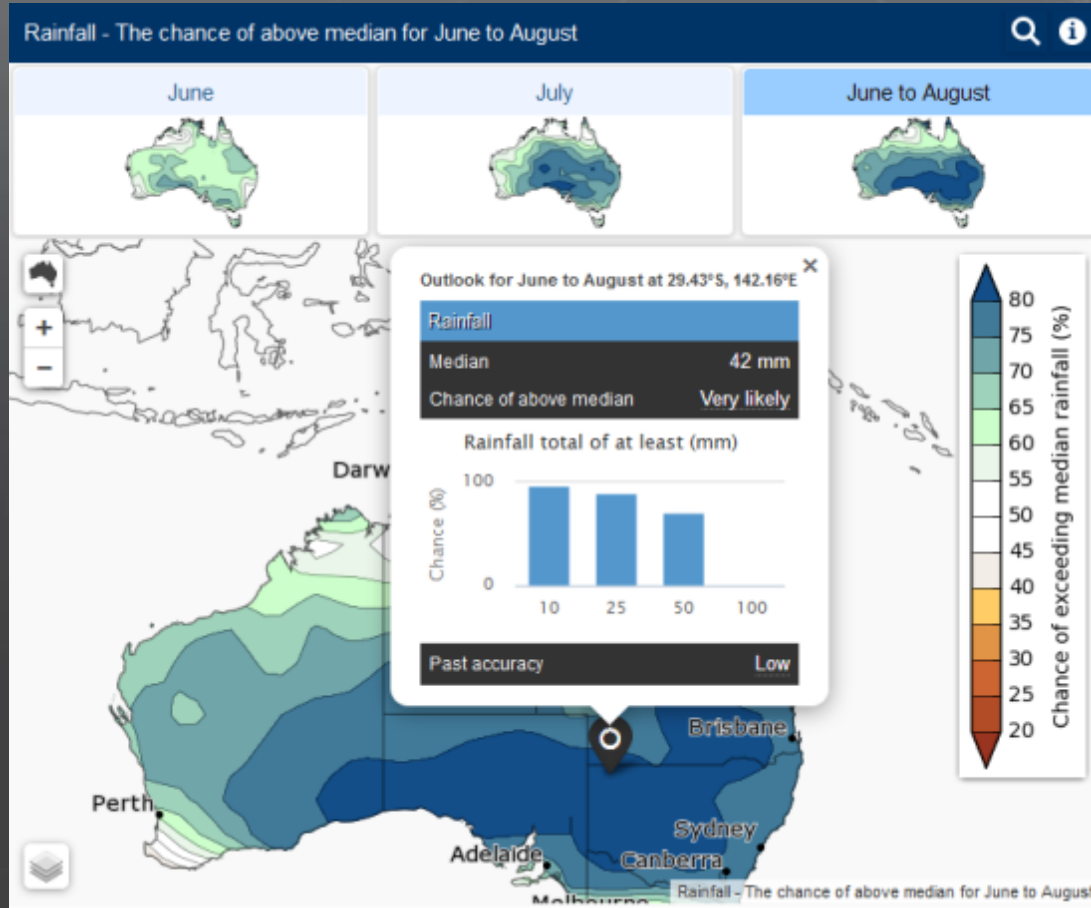 Rainfall - The chance of above median for June to August
June
July
June to August
Outlook for June to August at 29.43°S, 142.16°E
Rainfall
Median 42 mm
Chance of above median Very likely
Rainfall total of at least (mm)
Chance (%)
100
0
10 25 50 100
Past accuracy Low
+
−
Darw
Brisbane
Perth
Sydney
Adelaide
Canberra
Melbourne
Chance of exceeding median rainfall (%)
80
75
70
65
60
55
50
45
40
35
30
25
20
Rainfall - The chance of above median for June to August